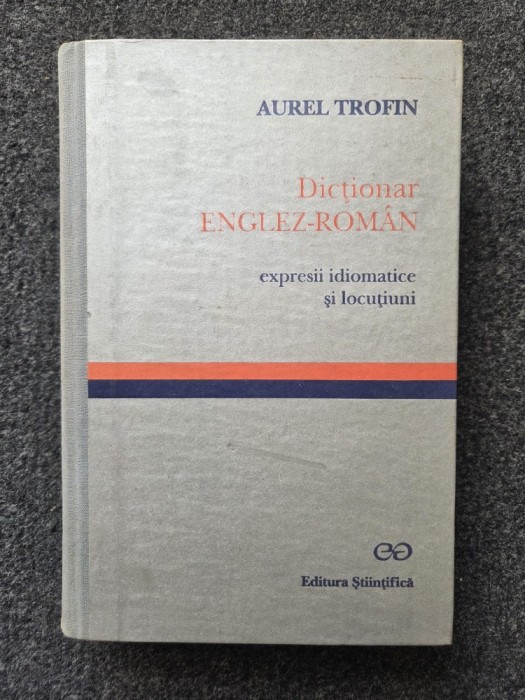 AUREL TROFIN
Dicţionar
ENGLEZ-ROMÂN
expresii idiomatice
şi locuţiuni
Editura Ştiinţifică